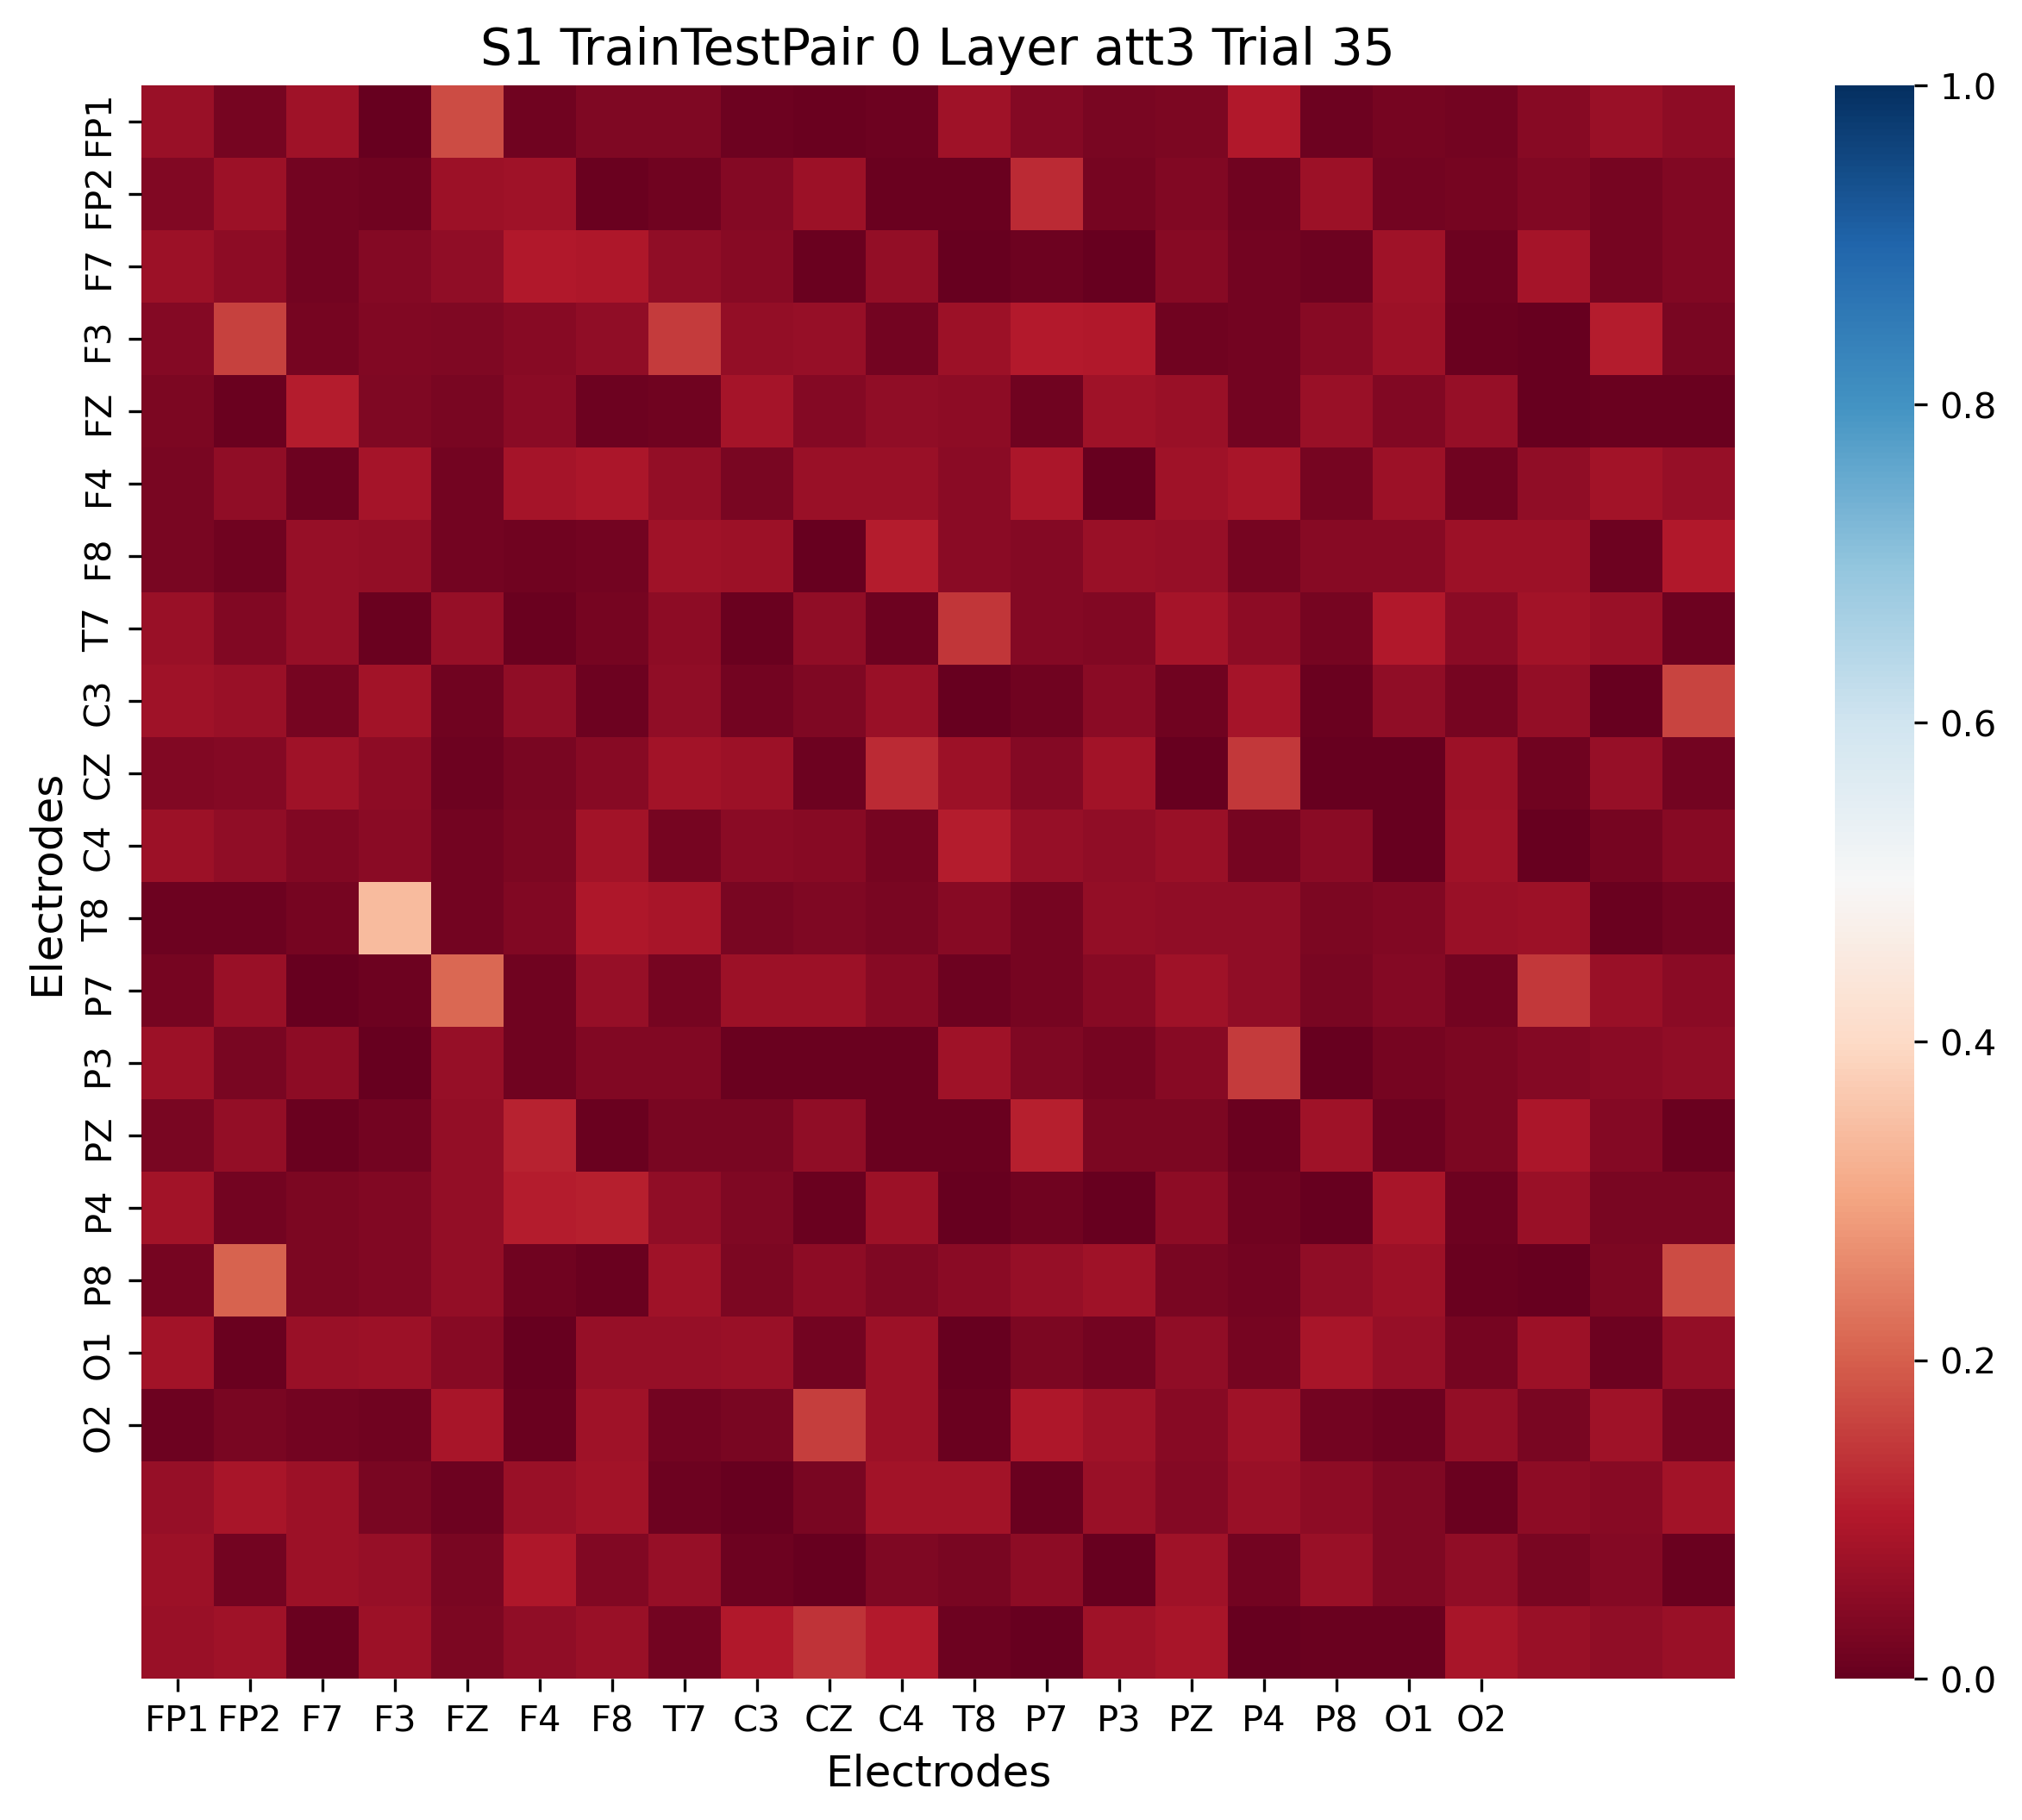 S1 TrainTestPair 0 Layer att3 Trial 35
Electrodes
FP1
FP2
F7
F3
FZ
F4
F8
T7
C3
CZ
C4
T8
P7
P3
PZ
P4
P8
O1
O2
FP1 FP2 F7 F3 FZ F4 F8 T7 C3 CZ C4 T8 P7 P3 PZ P4 P8 O1 O2
Electrodes
1.0
0.8
0.6
0.4
0.2
0.0